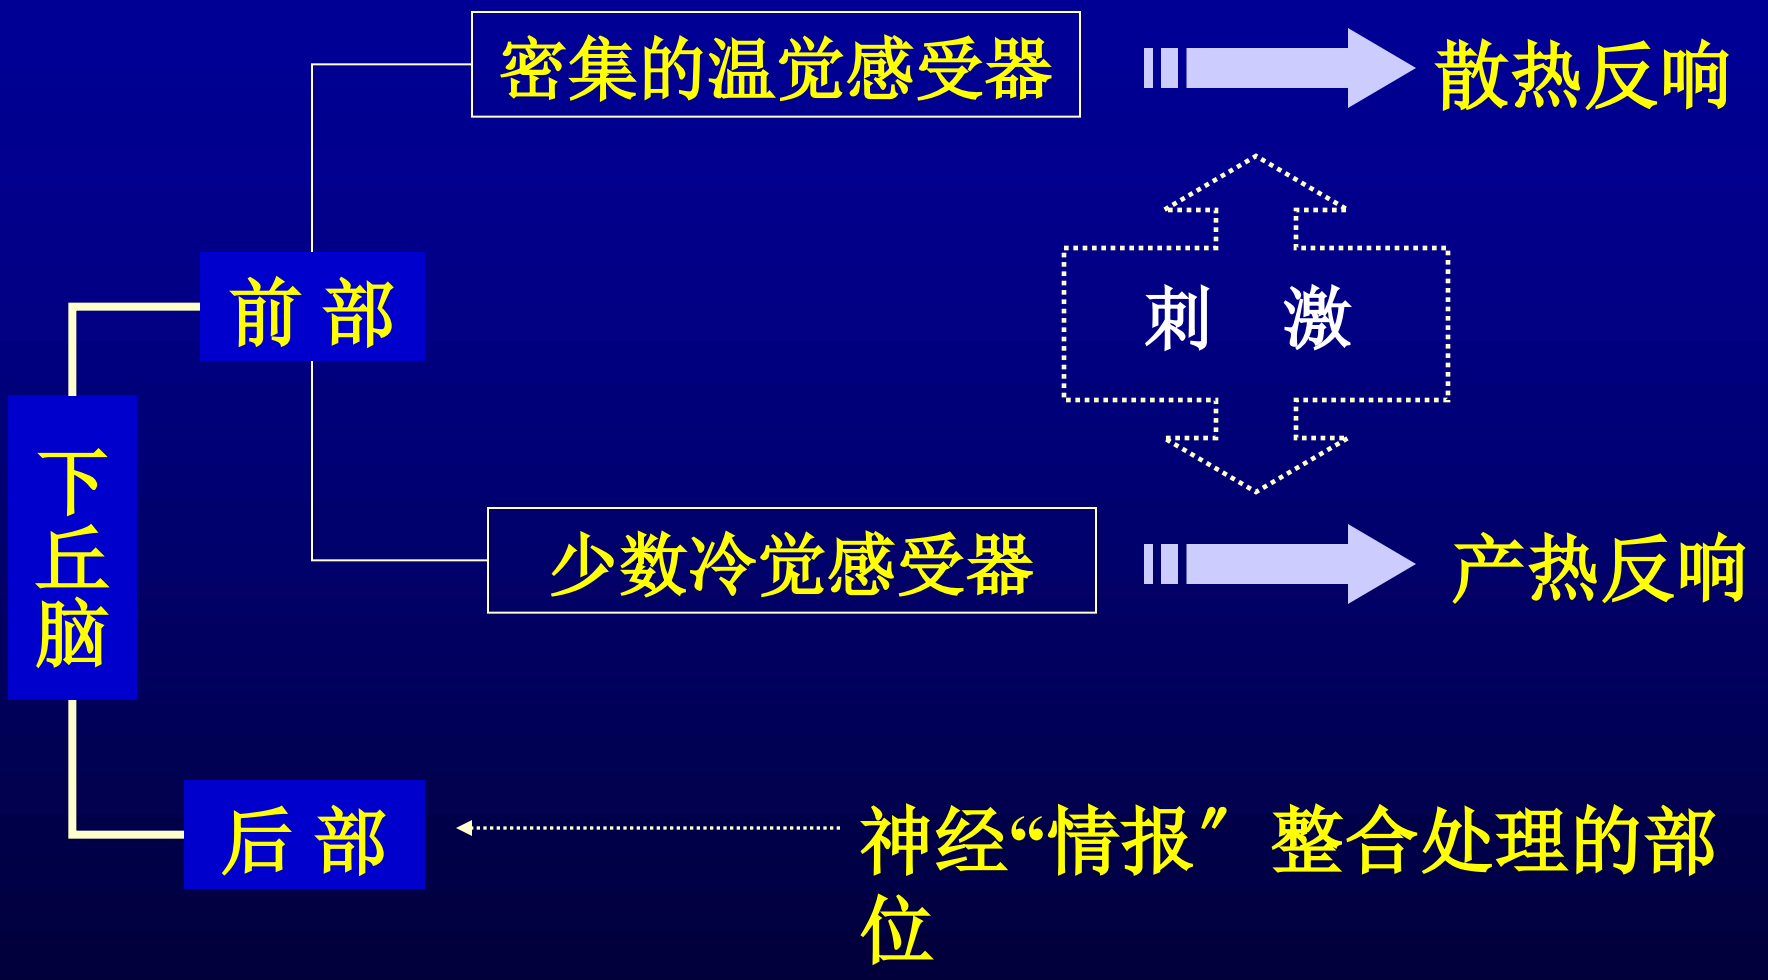 密集的温觉感受器
散热反响
前 部
刺 激
下
丘
脑
少数冷觉感受器
产热反响
后 部
神经“情报〞整合处理的部
位